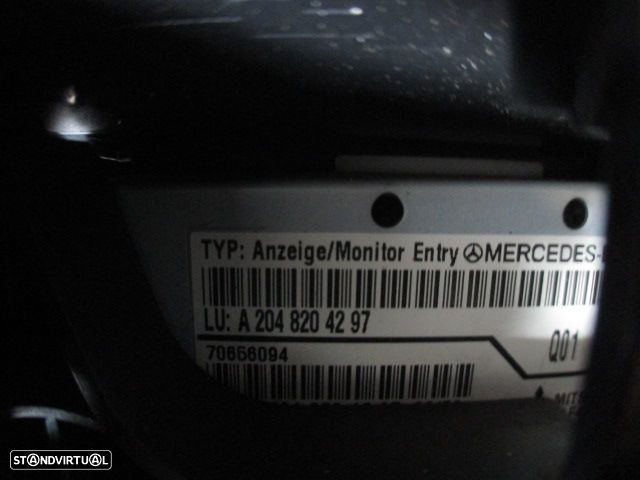 TYP: Anzeige/Monitor Entry MERCEDES-
LU: A 204 820 42 97
70656094
Q01
STANDVIRTUAL